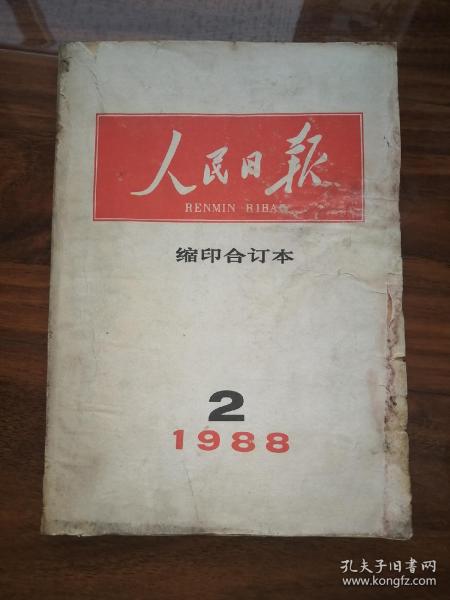 人民日报
RENMIN RIBAO
缩印合订本
2
1988
孔夫子旧书网
www.kongfz.com